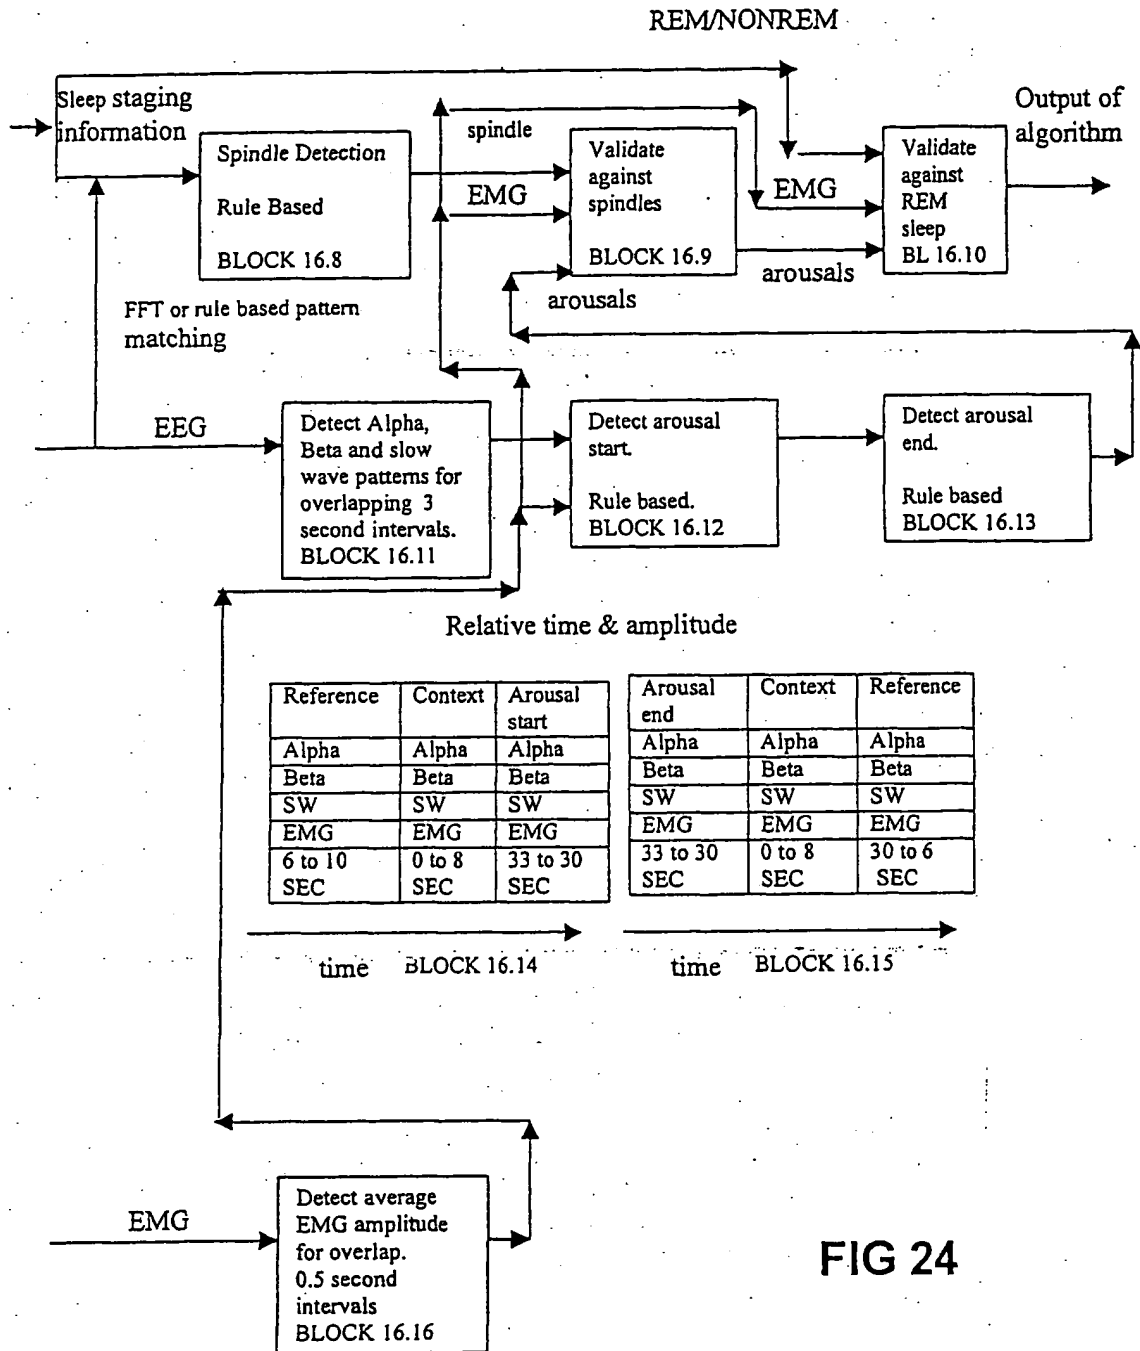 REM/NONREM
Sleep staging
information
Output of
algorithm
spindle
Spindle Detection
Rule Based
BLOCK 16.8
EMG
Validate
against
spindles
BLOCK 16.9
EMG
Validate
against
REM
sleep
BL 16.10
arousals
arousals
FFT or rule based pattern
matching
EEG
Detect Alpha,
Beta and slow
wave patterns for
overlapping 3
second intervals.
BLOCK 16.11
Detect arousal
start.
Rule based.
BLOCK 16.12
Detect arousal
end.
Rule based
BLOCK 16.13
Relative time & amplitude
Reference Context Arousal start
Alpha Alpha Alpha
Beta Beta Beta
SW SW SW
EMG EMG EMG
6 to 10 0 to 8 33 to 30
SEC SEC SEC
time BLOCK 16.14
Arousal end Context Reference
Alpha Alpha Alpha
Beta Beta Beta
SW SW SW
EMG EMG EMG
33 to 30 0 to 8 30 to 6
SEC SEC SEC
time BLOCK 16.15
EMG
Detect average
EMG amplitude
for overlap.
0.5 second
intervals
BLOCK 16.16
FIG 24